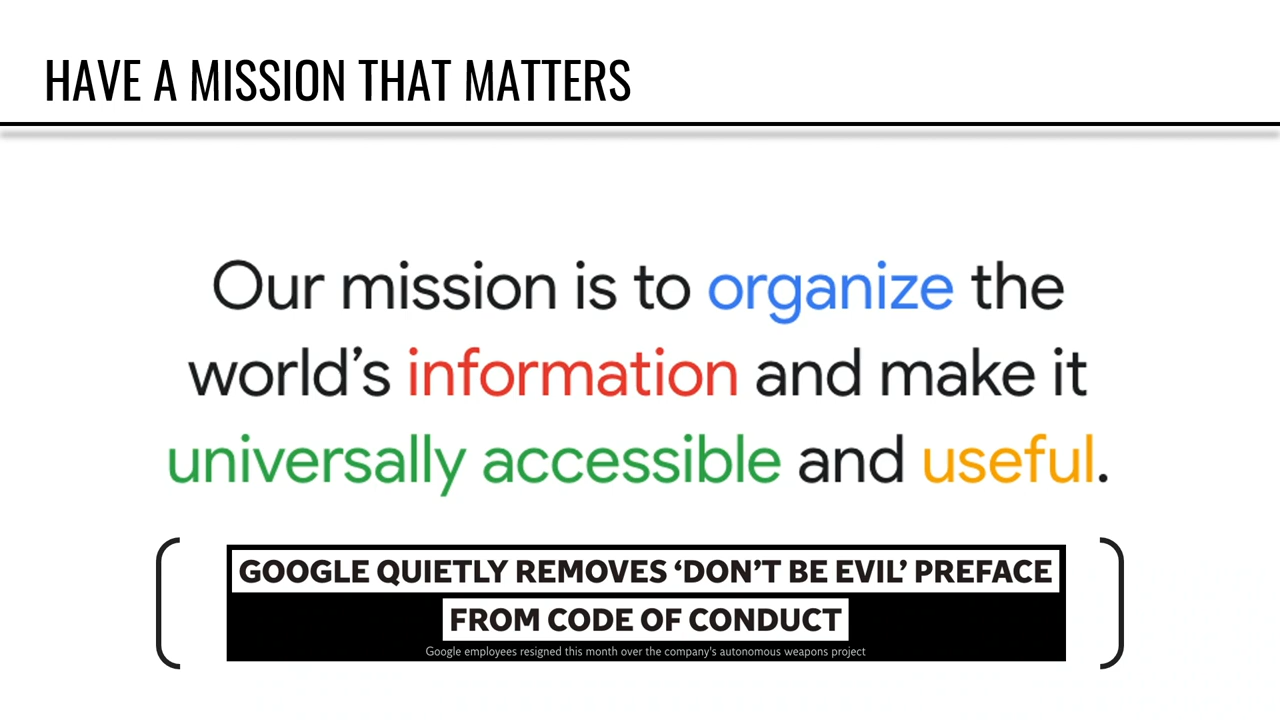 HAVE A MISSION THAT MATTERS
Our mission is to organize the
world’s information and make it
universally accessible and useful.
GOOGLE QUIETLY REMOVES ‘DON’T BE EVIL’ PREFACE
FROM CODE OF CONDUCT
Google employees resigned this month over the company's autonomous weapons project